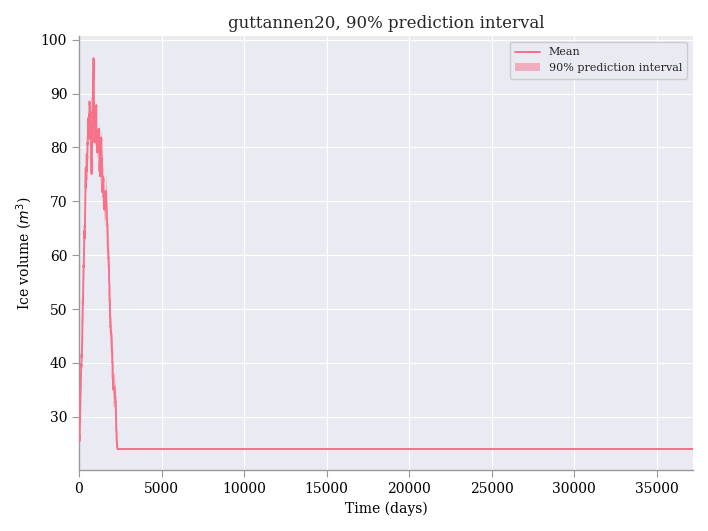 guttannen20, 90% prediction interval
Mean
90% prediction interval
100
90
80
70
60
50
40
30
Ice volume (m³)
0 5000 10000 15000 20000 25000 30000 35000
Time (days)